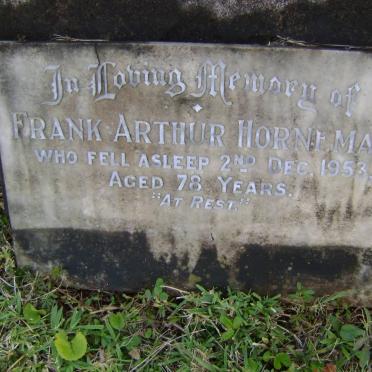 In Loving Memory of
FRANK ARTHUR HORNEMA
WHO FELL ASLEEP 2ND DEC. 1953.
AGED 78 YEARS.
"AT REST."